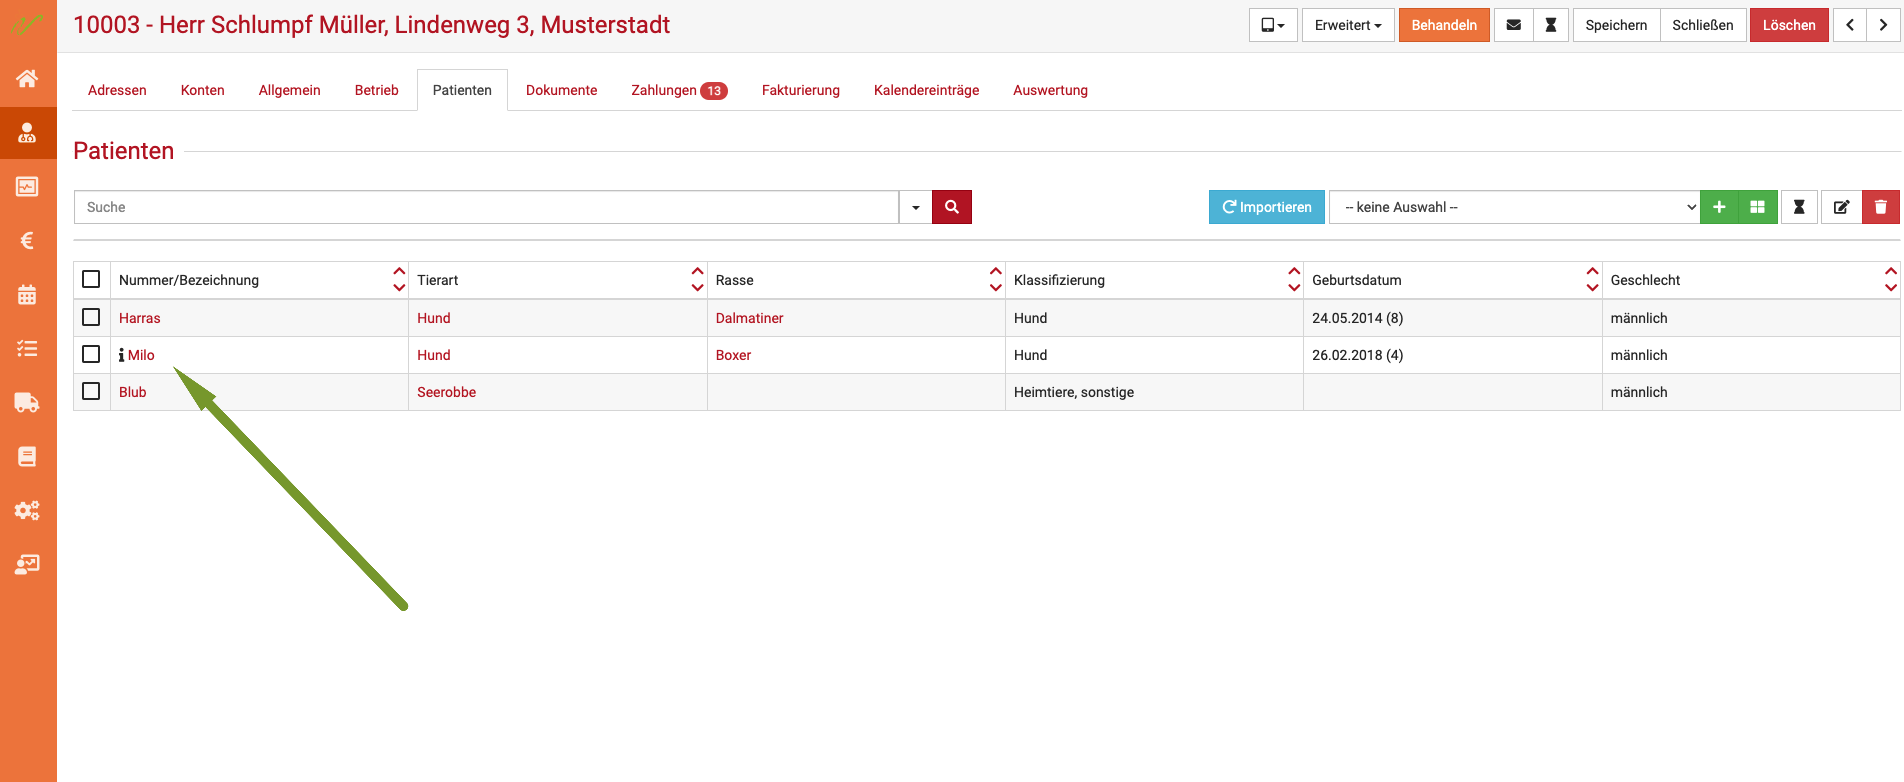 10003 - Herr Schlumpf Müller, Lindenweg 3, Musterstadt
Erweitert Behandeln Speichern Schließen Löschen
Adressen Konten Allgemein Betrieb Patienten Dokumente Zahlungen 13 Fakturierung Kalendereinträge Auswertung
Patienten
Suche Importieren -- keine Auswahl --
Nummer/Bezeichnung Tierart Rasse Klassifizierung Geburtsdatum Geschlecht
Harras Hund Dalmatiner Hund 24.05.2014 (8) männlich
Milo Hund Boxer Hund 26.02.2018 (4) männlich
Blub Seerobbe Heimtiere, sonstige männlich